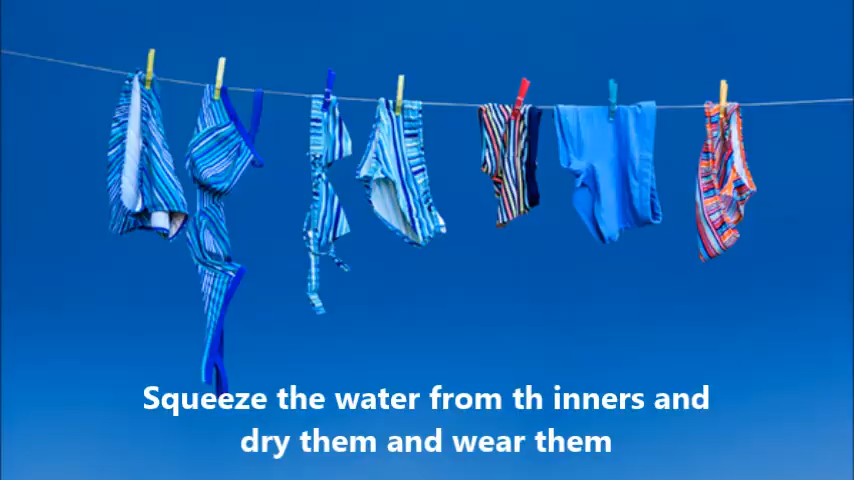 Squeeze the water from th inners and
dry them and wear them